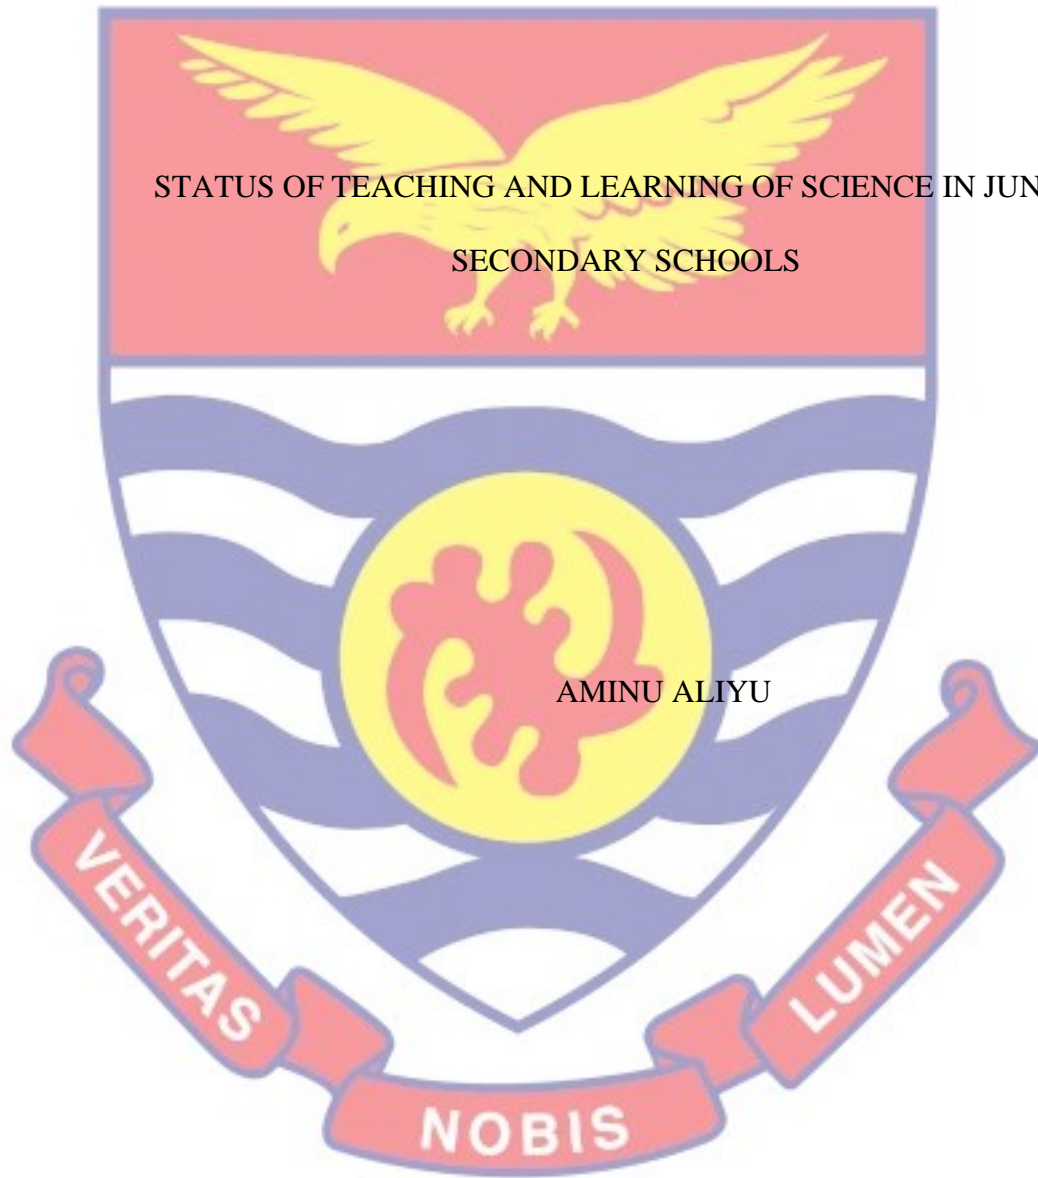 STATUS OF TEACHING AND LEARNING OF SCIENCE IN JUN
SECONDARY SCHOOLS
AMINU ALIYU
VERITAS
NOBIS
LUMEN